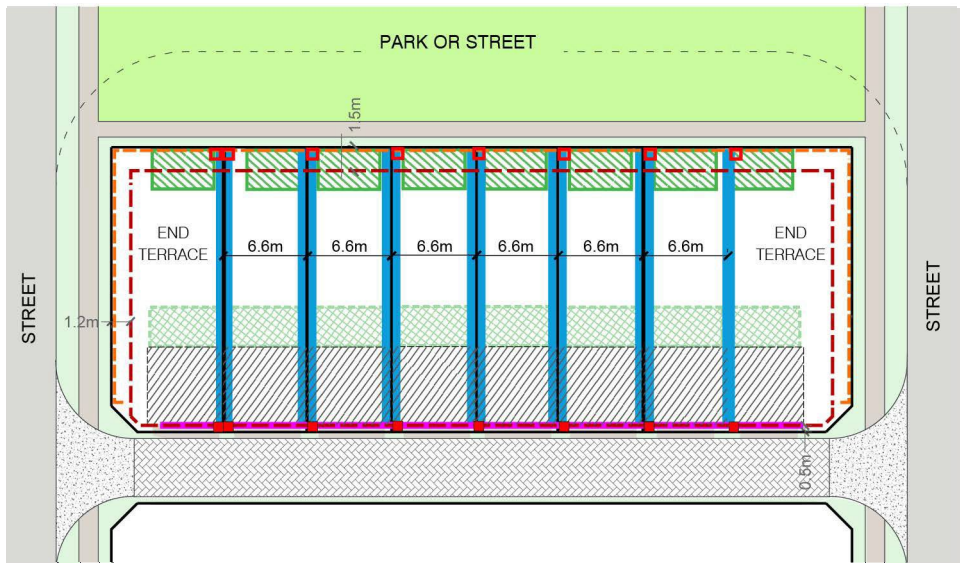 PARK OR STREET
1.5m
END
TERRACE
6.6m
6.6m
6.6m
6.6m
6.6m
6.6m
END
TERRACE
STREET
STREET
1.2m
0.5m